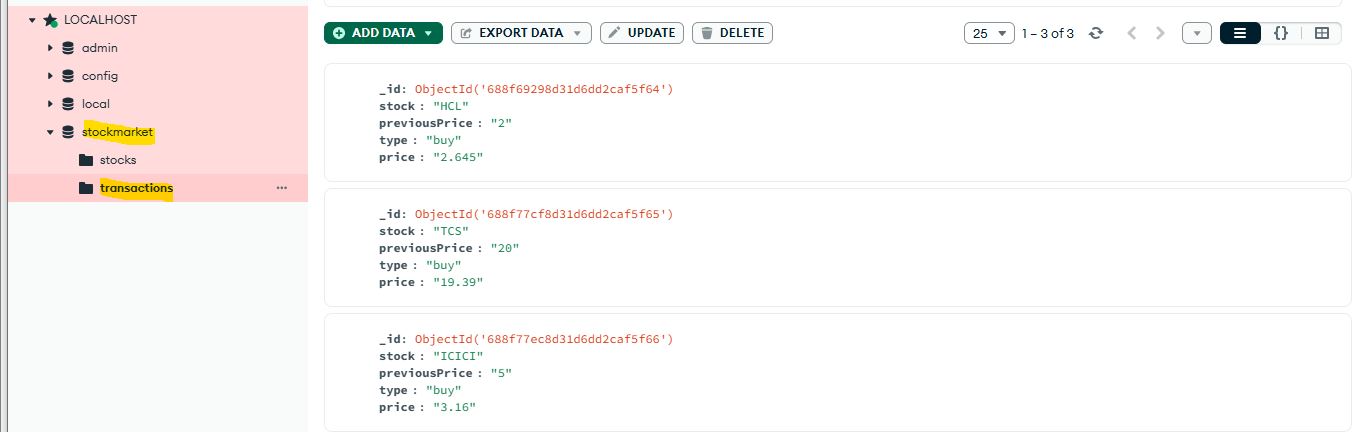 LOCALHOST
admin
config
local
stockmarket
stocks
transactions
ADD DATA EXPORT DATA UPDATE DELETE 25 1 – 3 of 3 {}
_id: ObjectId('688f69298d31d6dd2caf5f64')
stock : "HCL"
previousPrice : "2"
type : "buy"
price : "2.645"
_id: ObjectId('688f77cf8d31d6dd2caf5f65')
stock : "TCS"
previousPrice : "20"
type : "buy"
price : "19.39"
_id: ObjectId('688f77ec8d31d6dd2caf5f66')
stock : "ICICI"
previousPrice : "5"
type : "buy"
price : "3.16"